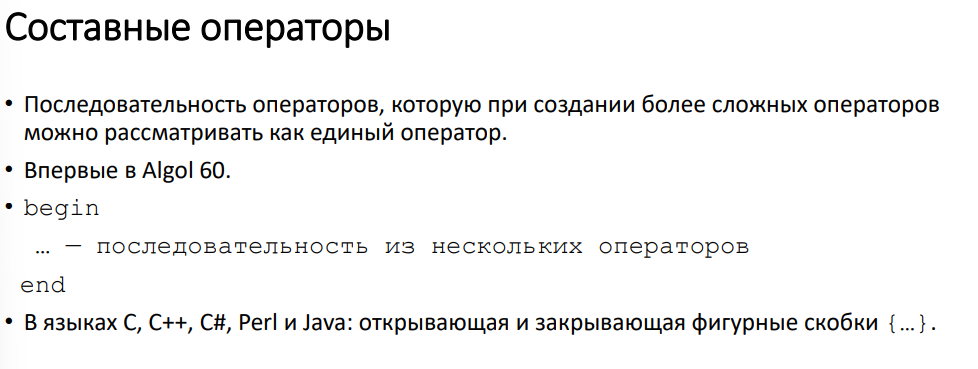 Составные операторы
• Последовательность операторов, которую при создании более сложных операторов
можно рассматривать как единый оператор.
• Впервые в Algol 60.
• begin
… — последовательность из нескольких операторов
end
• В языках C, C++, C#, Perl и Java: открывающая и закрывающая фигурные скобки {…}.